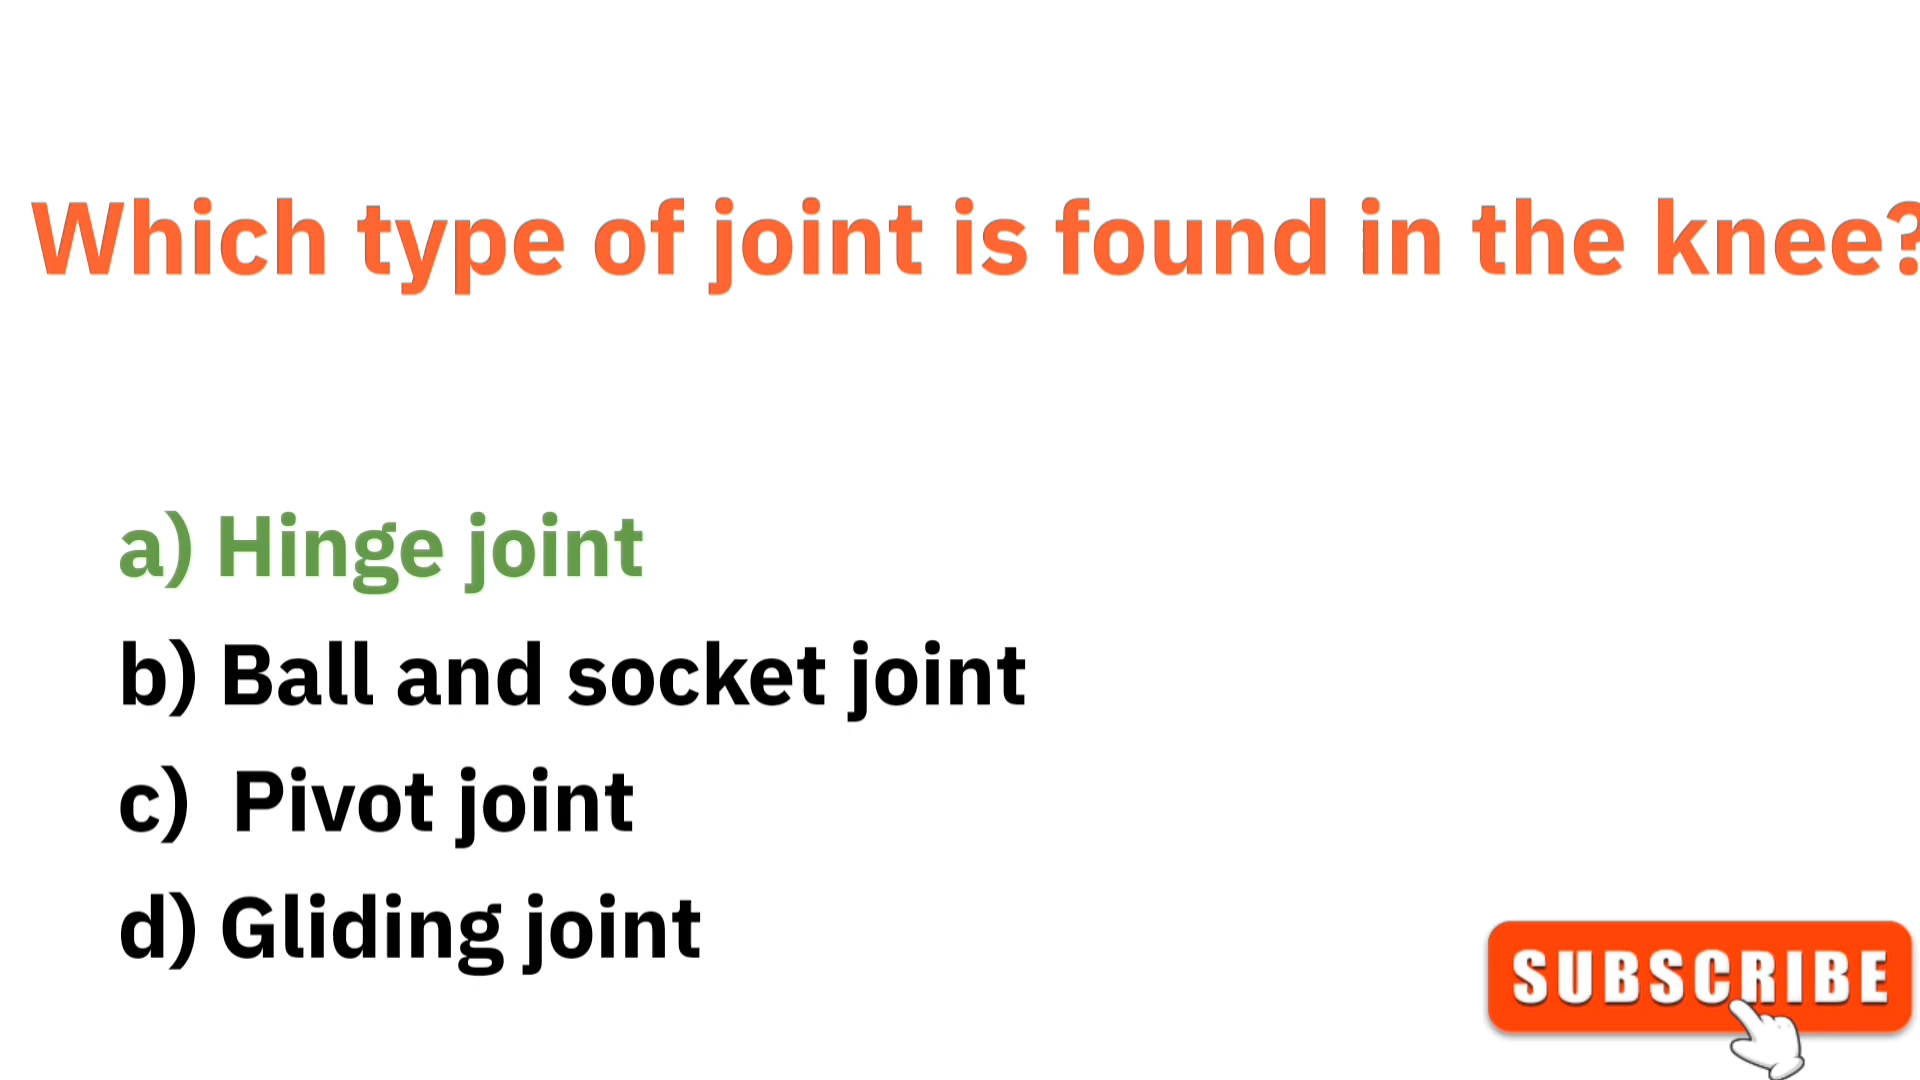 Which type of joint is found in the knee?
a) Hinge joint
b) Ball and socket joint
c) Pivot joint
d) Gliding joint
SUBSCRIBE